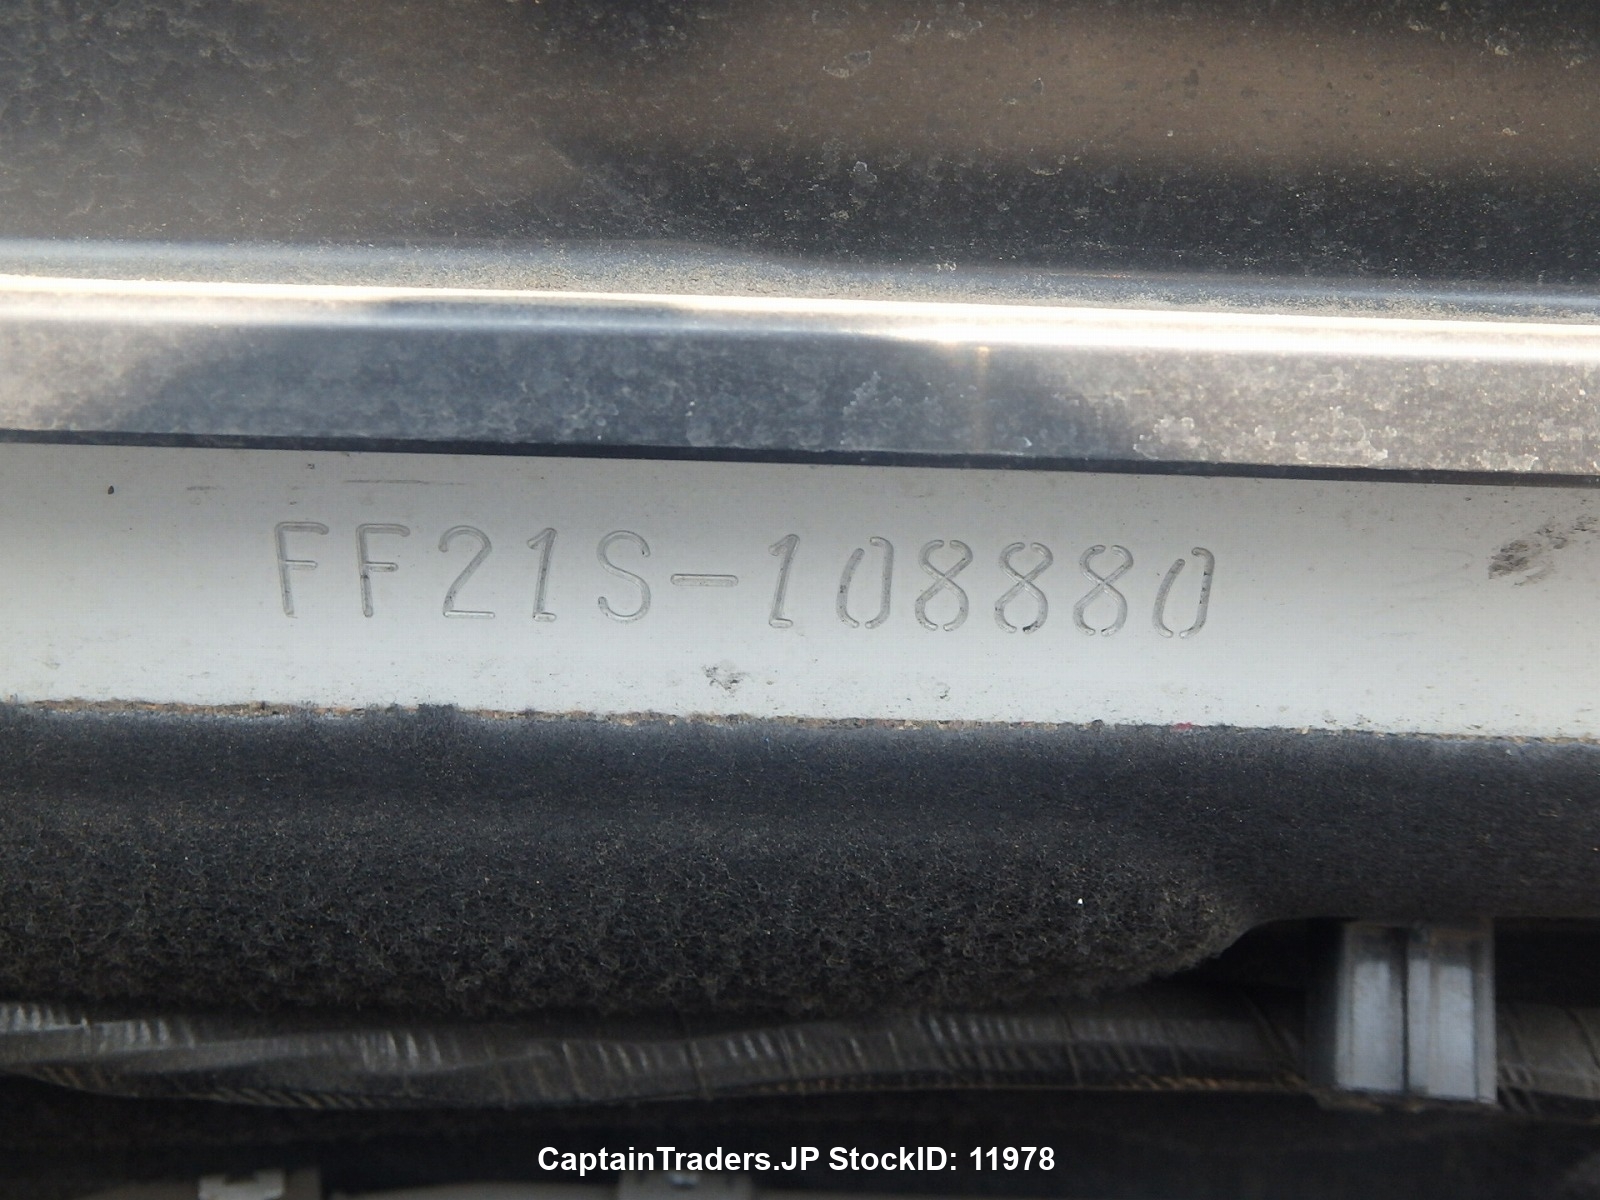 FF21S-108880
CaptainTraders.JP StockID: 11978